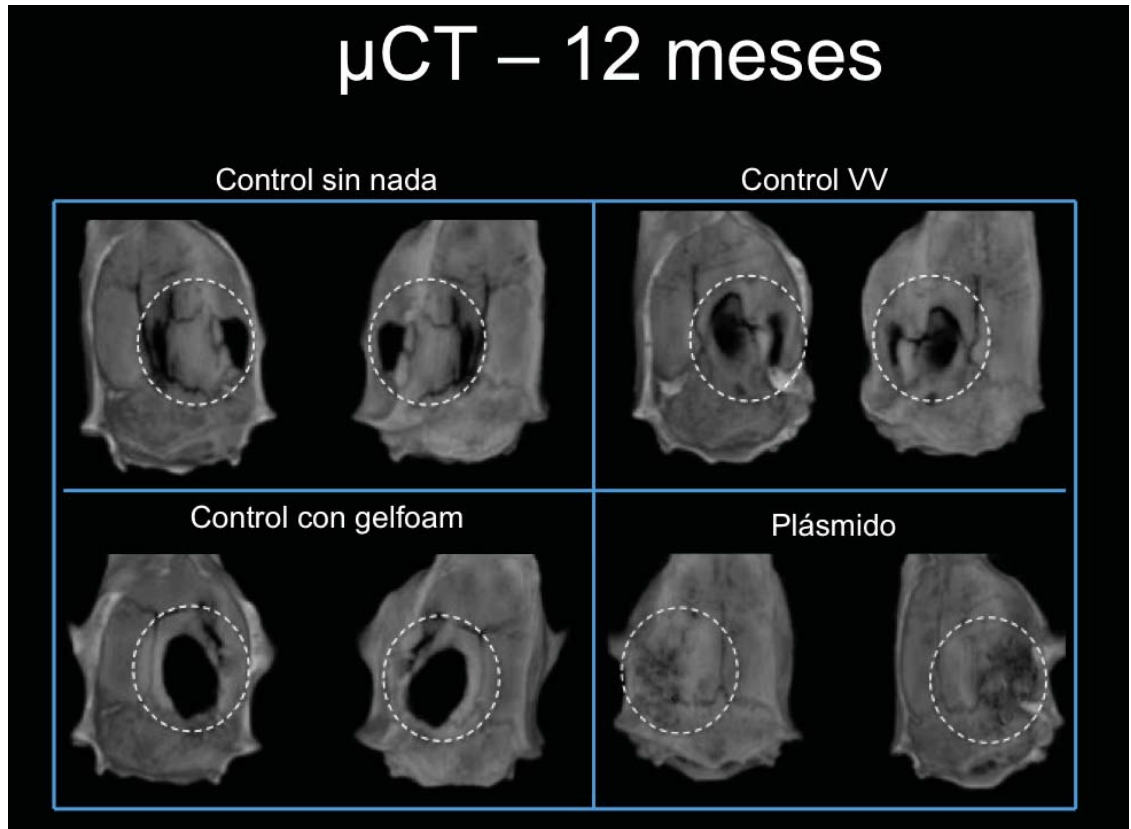 µCT – 12 meses
Control sin nada
Control VV
Control con gelfoam
Plásmido